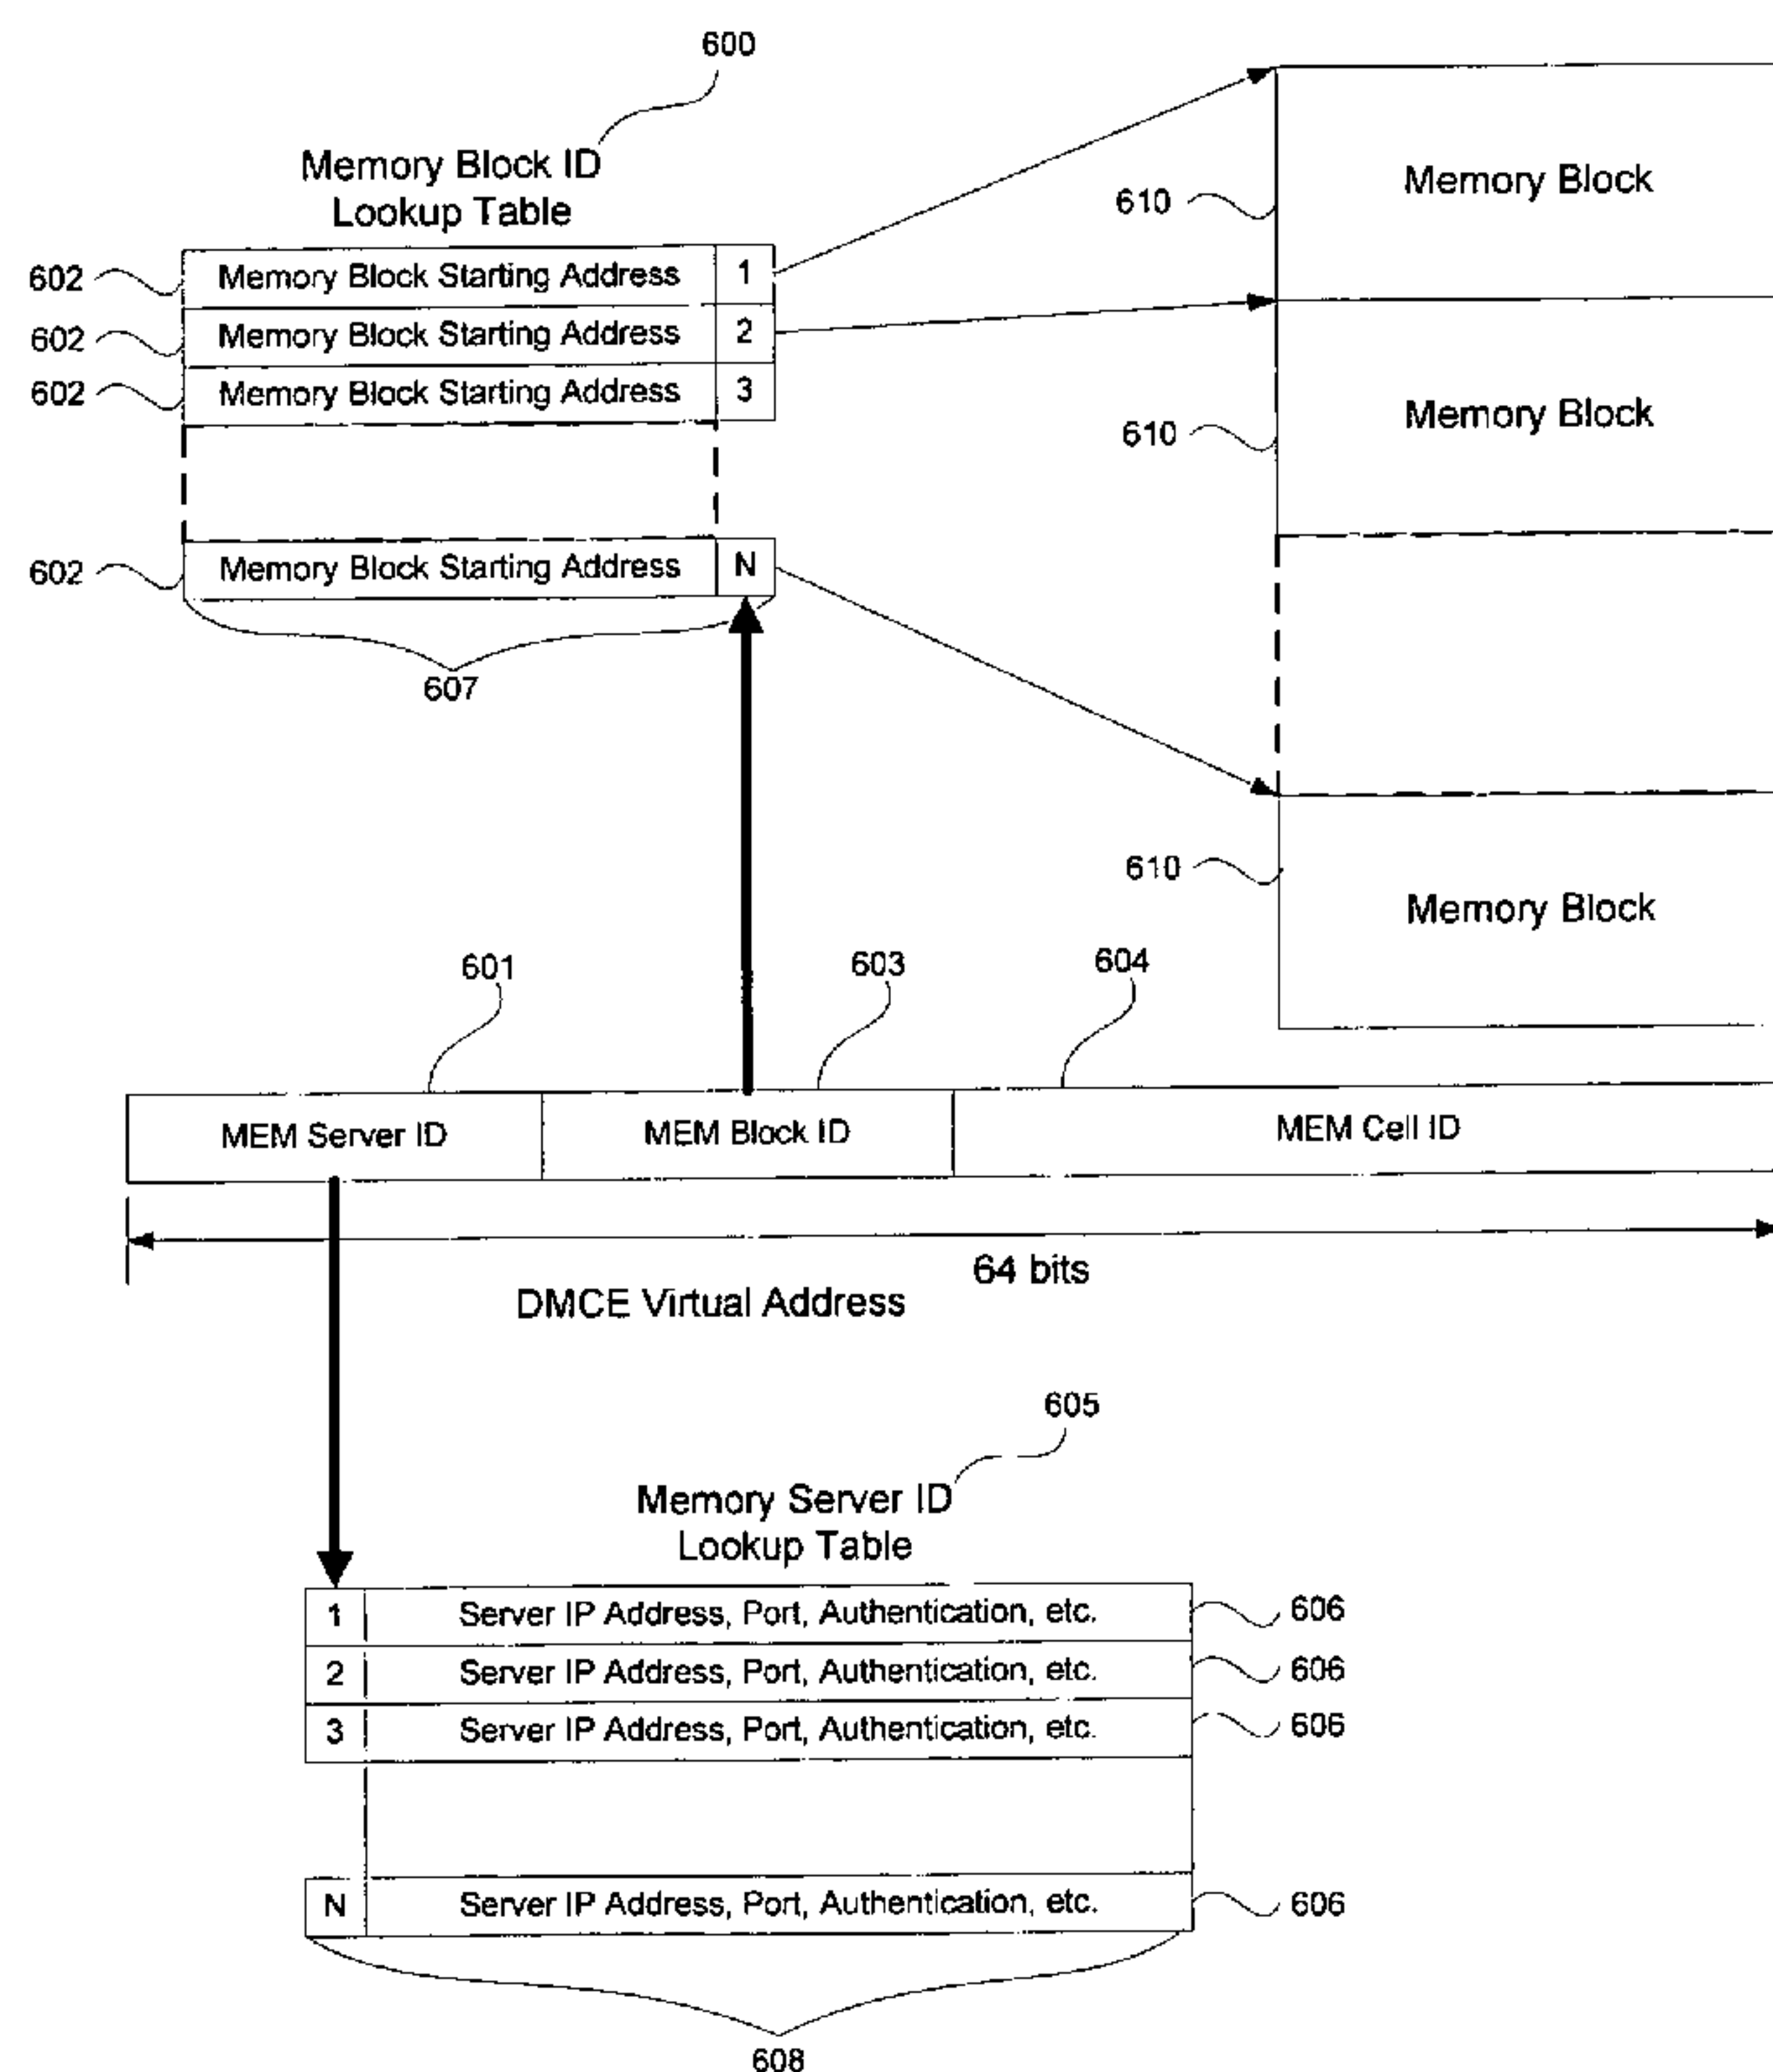 600
Memory Block ID
Lookup Table
602 Memory Block Starting Address 1
602 Memory Block Starting Address 2
602 Memory Block Starting Address 3
602 Memory Block Starting Address N
607
610 Memory Block
610 Memory Block
610 Memory Block
601 603 604
MEM Server ID MEM Block ID MEM Cell ID
64 bits
DMCE Virtual Address
605
Memory Server ID
Lookup Table
1 Server IP Address, Port, Authentication, etc. 606
2 Server IP Address, Port, Authentication, etc. 606
3 Server IP Address, Port, Authentication, etc. 606
N Server IP Address, Port, Authentication, etc. 606
608